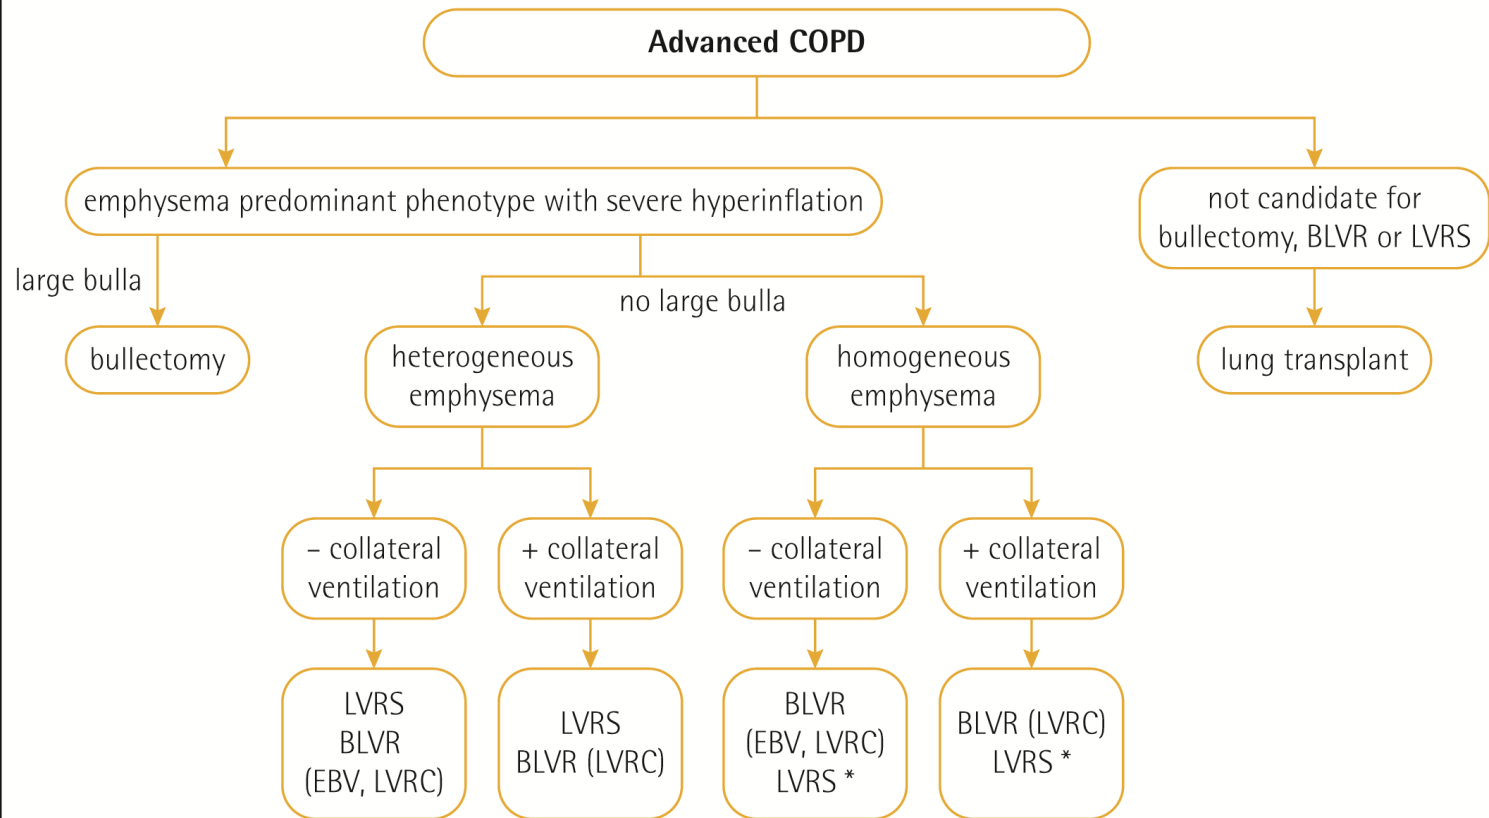 Advanced COPD
emphysema predominant phenotype with severe hyperinflation
not candidate for
bullectomy, BLVR or LVRS
large bulla
no large bulla
bullectomy
heterogeneous
emphysema
homogeneous
emphysema
lung transplant
– collateral
ventilation
+ collateral
ventilation
– collateral
ventilation
+ collateral
ventilation
LVRS
BLVR
(EBV, LVRC)
LVRS
BLVR (LVRC)
BLVR
(EBV, LVRC)
LVRS *
BLVR (LVRC)
LVRS *